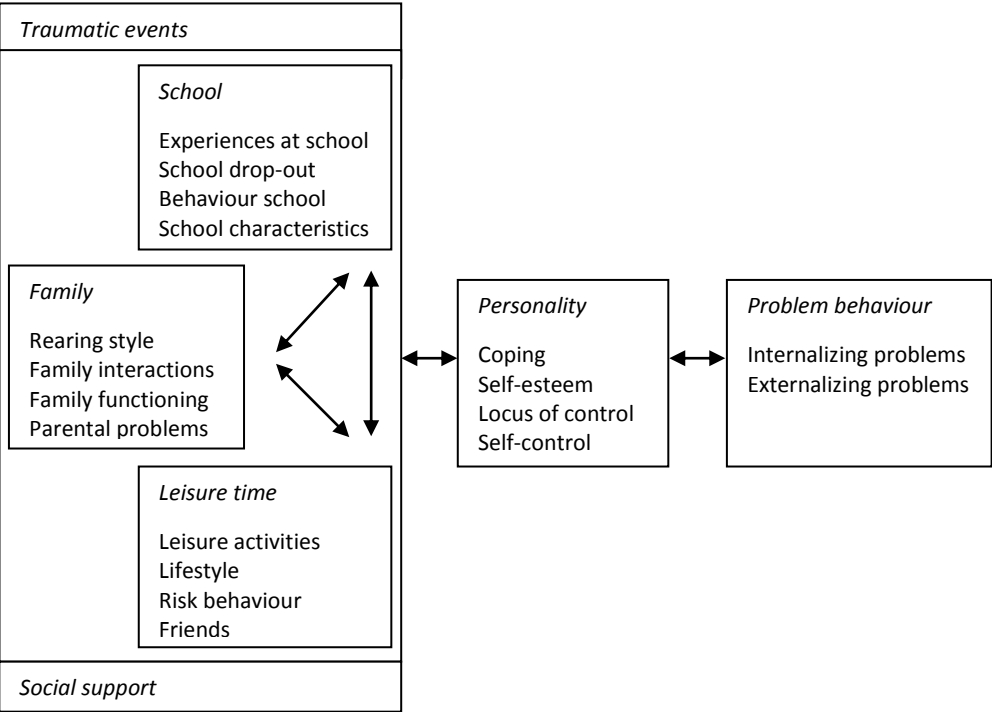 Traumatic events
School
Experiences at school
School drop-out
Behaviour school
School characteristics
Family
Rearing style
Family interactions
Family functioning
Parental problems
Leisure time
Leisure activities
Lifestyle
Risk behaviour
Friends
Social support
Personality
Coping
Self-esteem
Locus of control
Self-control
Problem behaviour
Internalizing problems
Externalizing problems